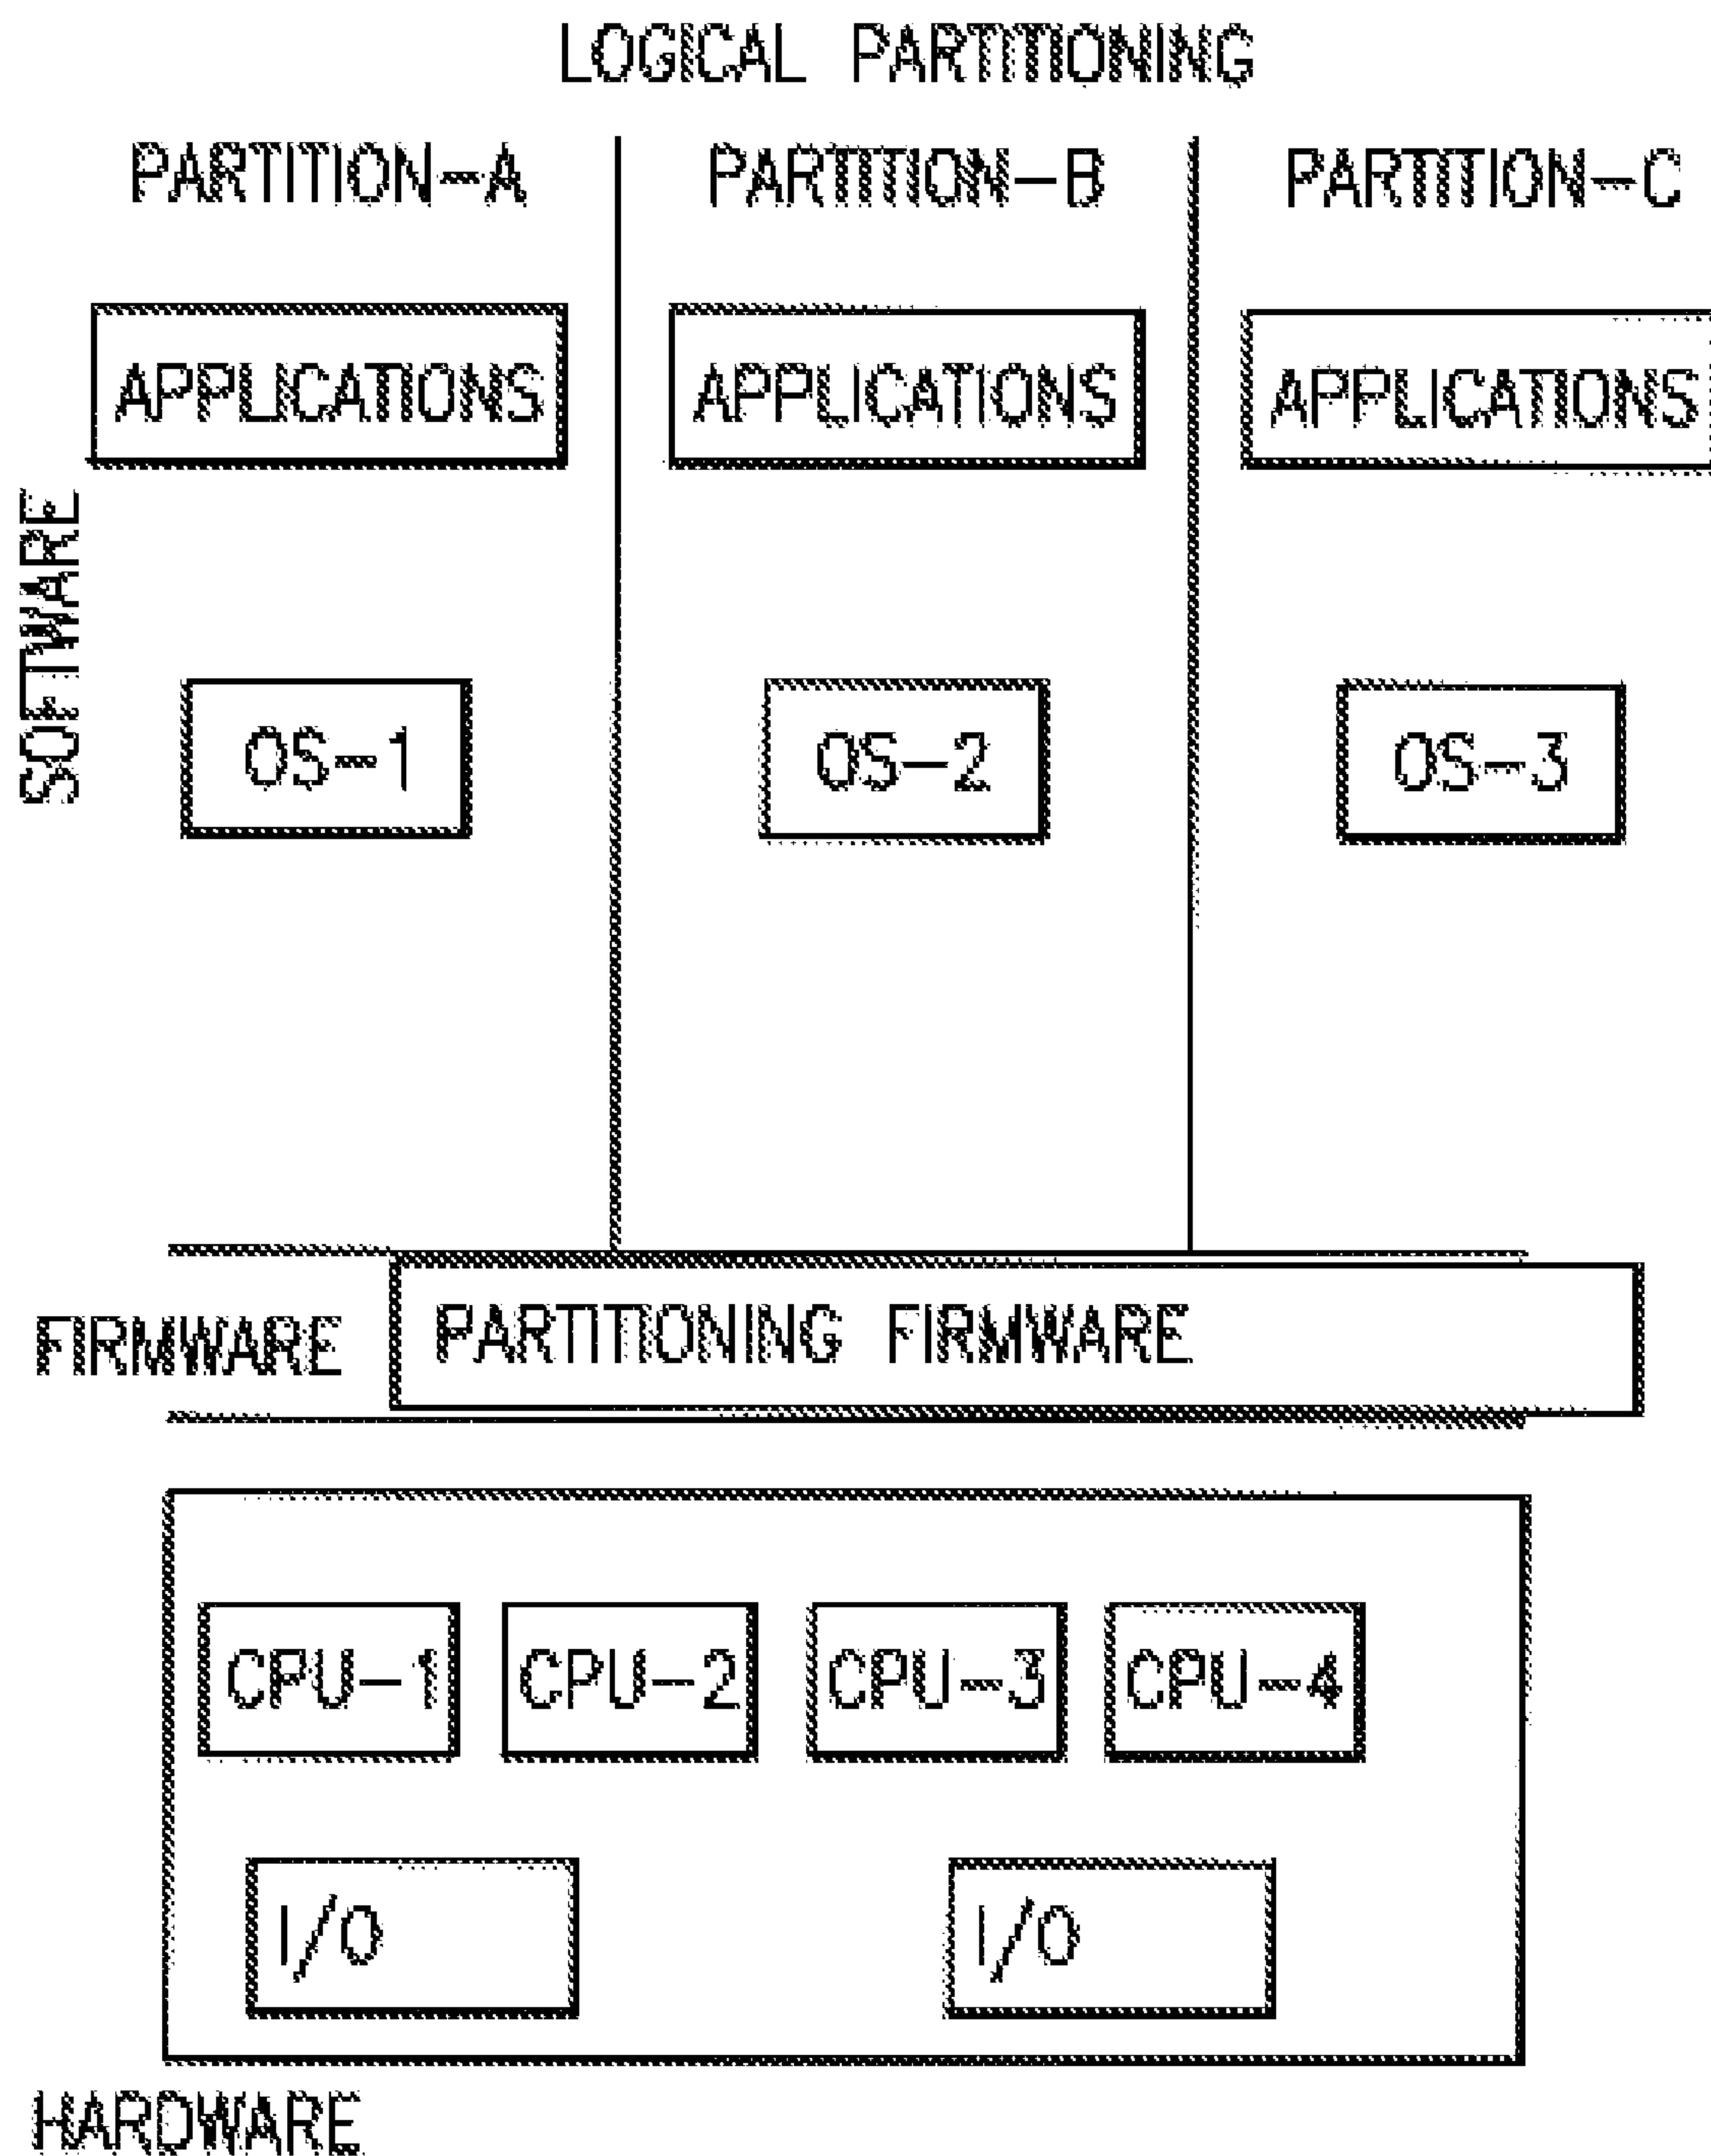 LOGICAL PARTITIONING
PARTITION-A PARTITION-B PARTITION-C
APPLICATIONS APPLICATIONS APPLICATIONS
SOFTWARE
OS-1 OS-2 OS-3
FIRMWARE PARTITIONING FIRMWARE
CPU-1 CPU-2 CPU-3 CPU-4
I/O I/O
HARDWARE